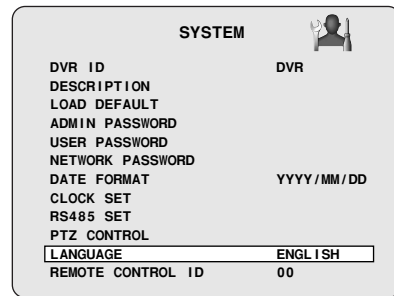 SYSTEM
DVR ID DVR
DESCRIPTION
LOAD DEFAULT
ADMIN PASSWORD
USER PASSWORD
NETWORK PASSWORD
DATE FORMAT YYYY/MM/DD
CLOCK SET
RS485 SET
PTZ CONTROL
LANGUAGE ENGLISH
REMOTE CONTROL ID 00